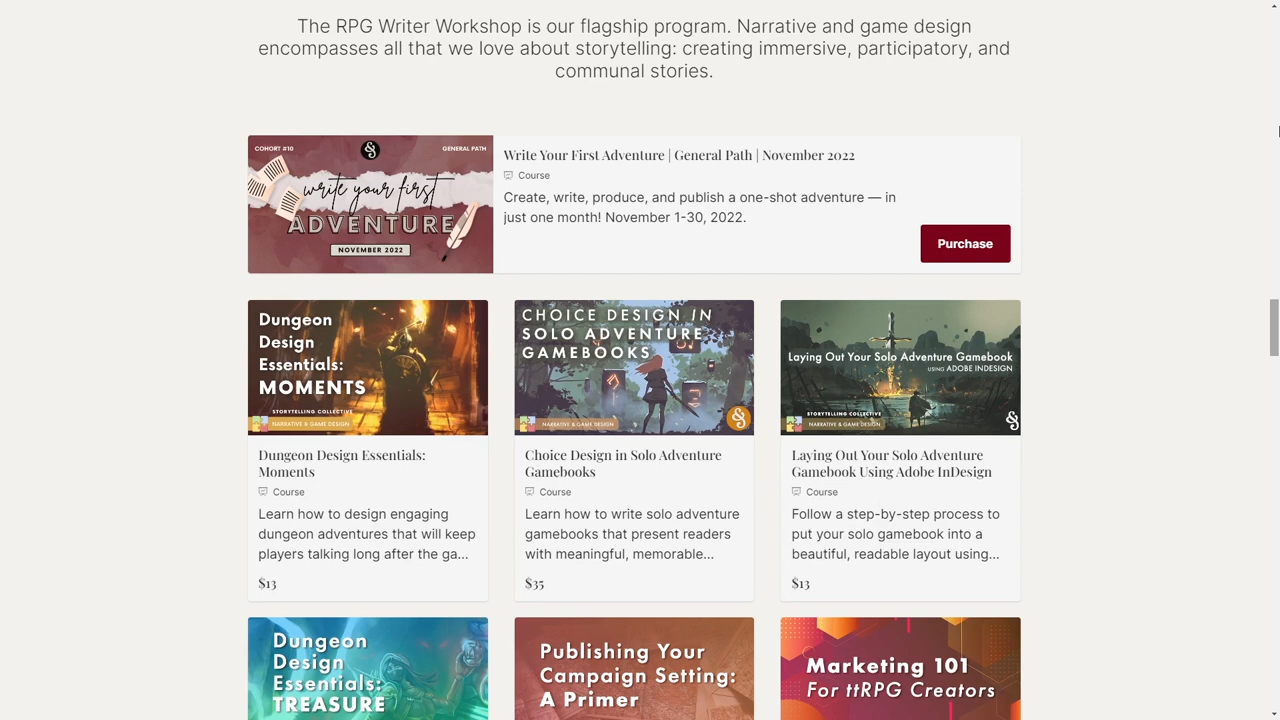 The RPG Writer Workshop is our flagship program. Narrative and game design
encompasses all that we love about storytelling: creating immersive, participatory, and
communal stories.
COHORT #10
GENERAL PATH
write your first
ADVENTURE
NOVEMBER 2022
Write Your First Adventure | General Path | November 2022
Course
Create, write, produce, and publish a one-shot adventure — in
just one month! November 1-30, 2022.
Purchase
Dungeon
Design
Essentials:
MOMENTS
STORYTELLING COLLECTIVE
NARRATIVE & GAME DESIGN
Dungeon Design Essentials:
Moments
Course
Learn how to design engaging
dungeon adventures that will keep
players talking long after the ga...
$13
CHOICE DESIGN IN
SOLO ADVENTURE
GAMEBOOKS
NARRATIVE & GAME DESIGN
Choice Design in Solo Adventure
Gamebooks
Course
Learn how to write solo adventure
gamebooks that present readers
with meaningful, memorable...
$35
Laying Out Your Solo Adventure Gamebook
USING ADOBE INDESIGN
STORYTELLING COLLECTIVE
NARRATIVE & GAME DESIGN
Laying Out Your Solo Adventure
Gamebook Using Adobe InDesign
Course
Follow a step-by-step process to
put your solo gamebook into a
beautiful, readable layout using...
$13
Dungeon
Design
Essentials:
TREASURE
Publishing Your
Campaign Setting:
A Primer
Marketing 101
For ttRPG Creators